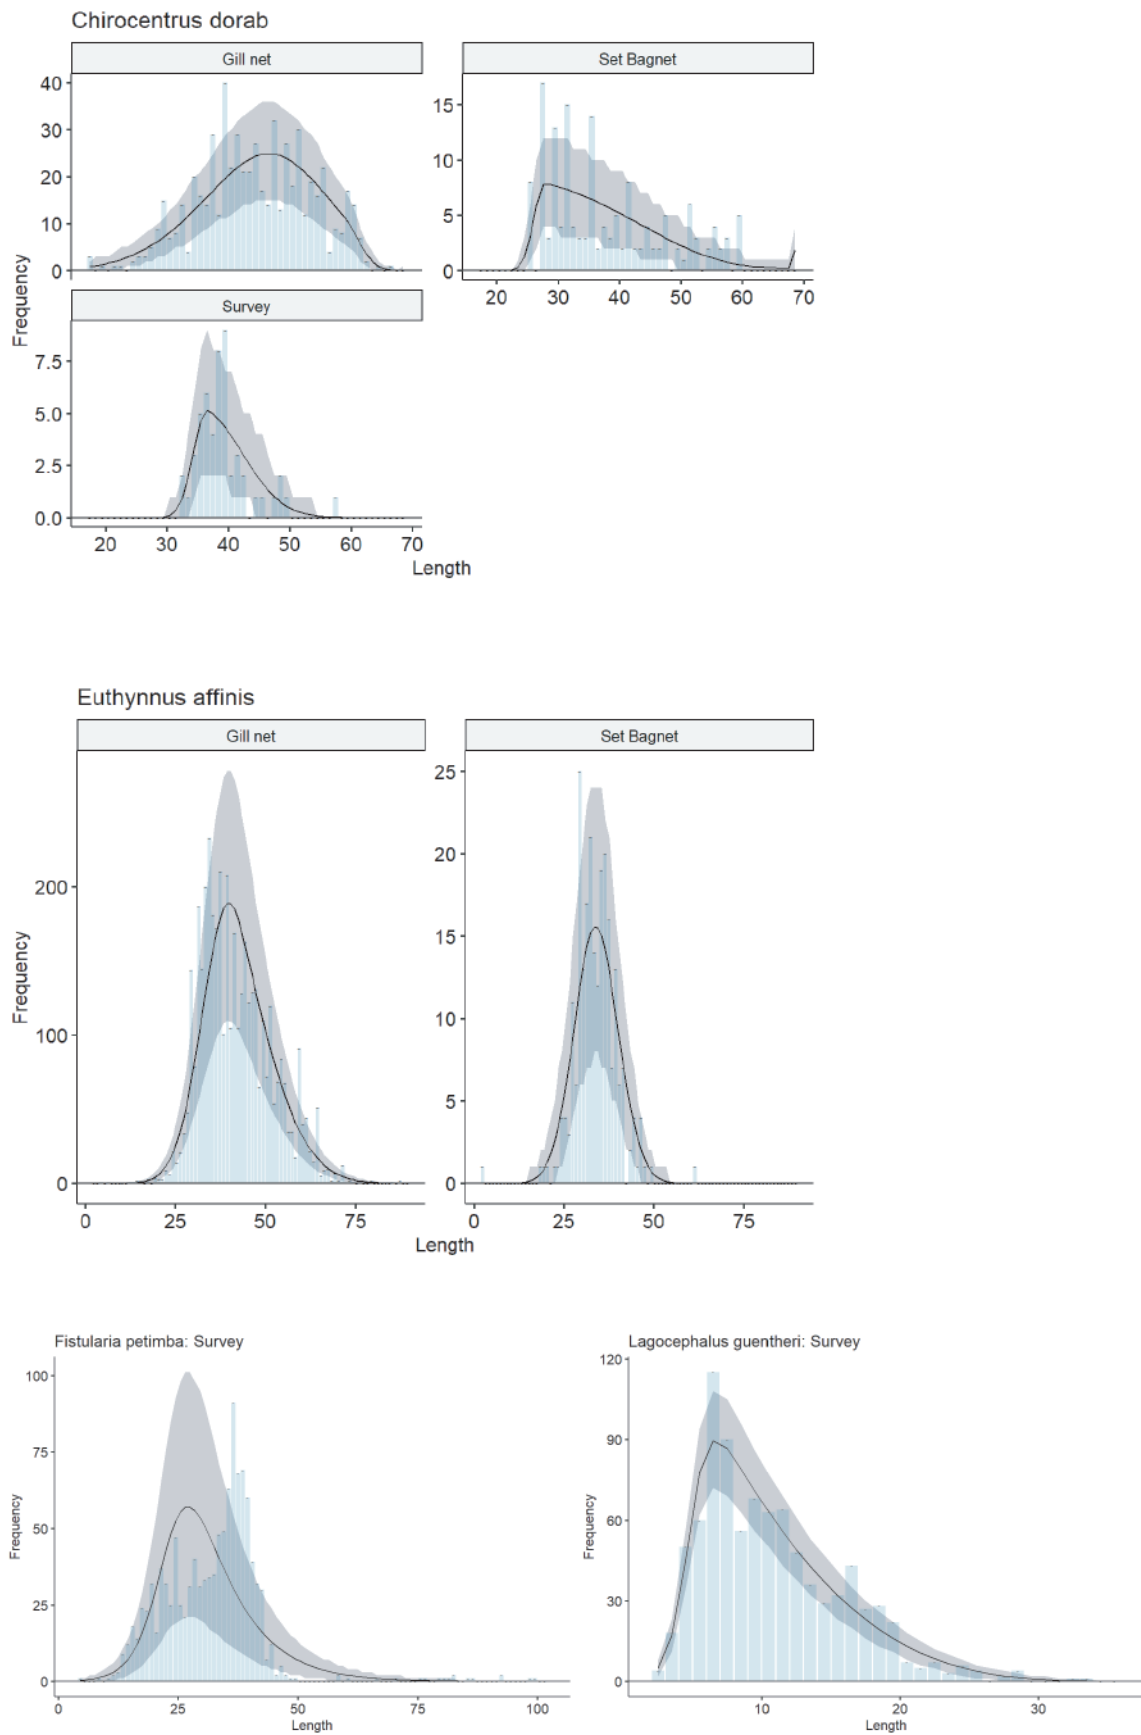 Chirocentrus dorab
Gill net
Set Bagnet
40
30
20
10
0
15
10
5
0
20 30 40 50 60 70
Survey
7.5
5.0
2.5
0.0
20 30 40 50 60 70
Frequency
Length
Euthynnus affinis
Gill net
Set Bagnet
200
100
0
25
20
15
10
5
0
0 25 50 75
0 25 50 75
Frequency
Length
Fistularia petimba: Survey
100
75
50
25
0
0 25 50 75 100
Frequency
Length
Lagocephalus guentheri: Survey
120
90
60
30
0
10 20 30
Frequency
Length